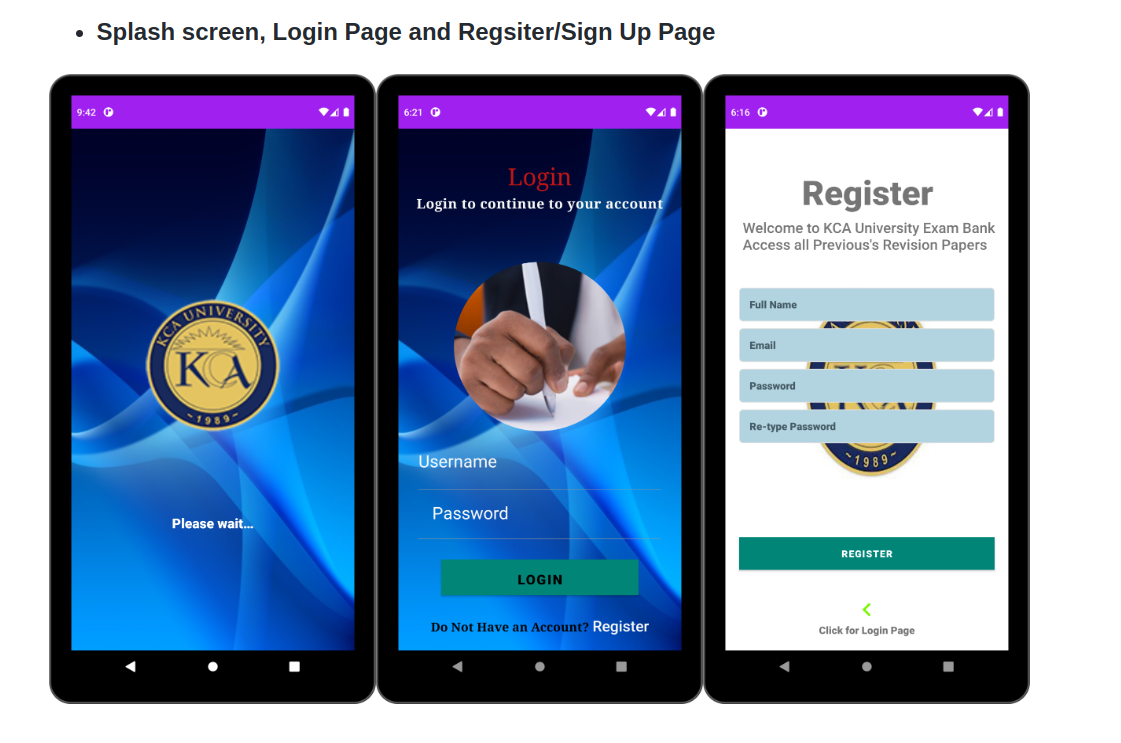 Splash screen, Login Page and Regsiter/Sign Up Page
9:42
KCA UNIVERSITY
KCA
~1989~
Please wait...
6:21
Login
Login to continue to your account
Username
Password
LOGIN
Do Not Have an Account? Register
6:16
Register
Welcome to KCA University Exam Bank
Access all Previous's Revision Papers
Full Name
Email
Password
Re-type Password
~1989~
REGISTER
Click for Login Page